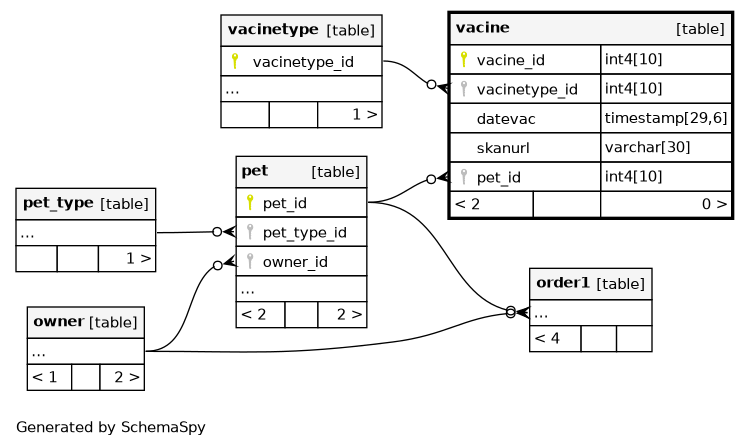 vacinetype [table]
vacinetype_id
...
1 >
vacine [table]
vacine_id int4[10]
vacinetype_id int4[10]
datevac timestamp[29,6]
skanurl varchar[30]
pet_id int4[10]
< 2 0 >
pet [table]
pet_id
pet_type_id
owner_id
...
< 2 2 >
pet_type [table]
...
1 >
order1 [table]
...
< 4
owner [table]
...
< 1 2 >
Generated by SchemaSpy